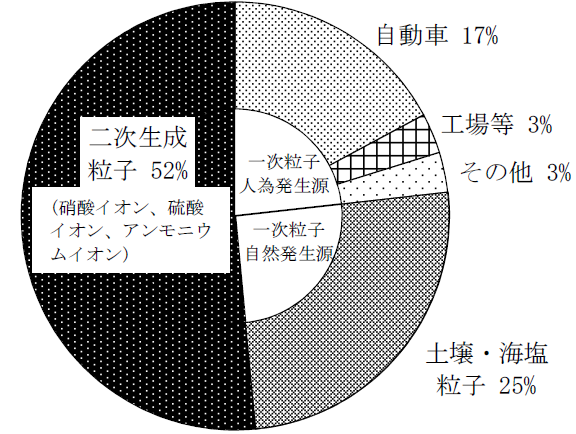 自動車 17%
工場等 3%
その他 3%
二次生成
粒子 52%
(硝酸イオン、硫酸
イオン、アンモニウ
ムイオン)
一次粒子
人為発生源
一次粒子
自然発生源
土壌・海塩
粒子 25%